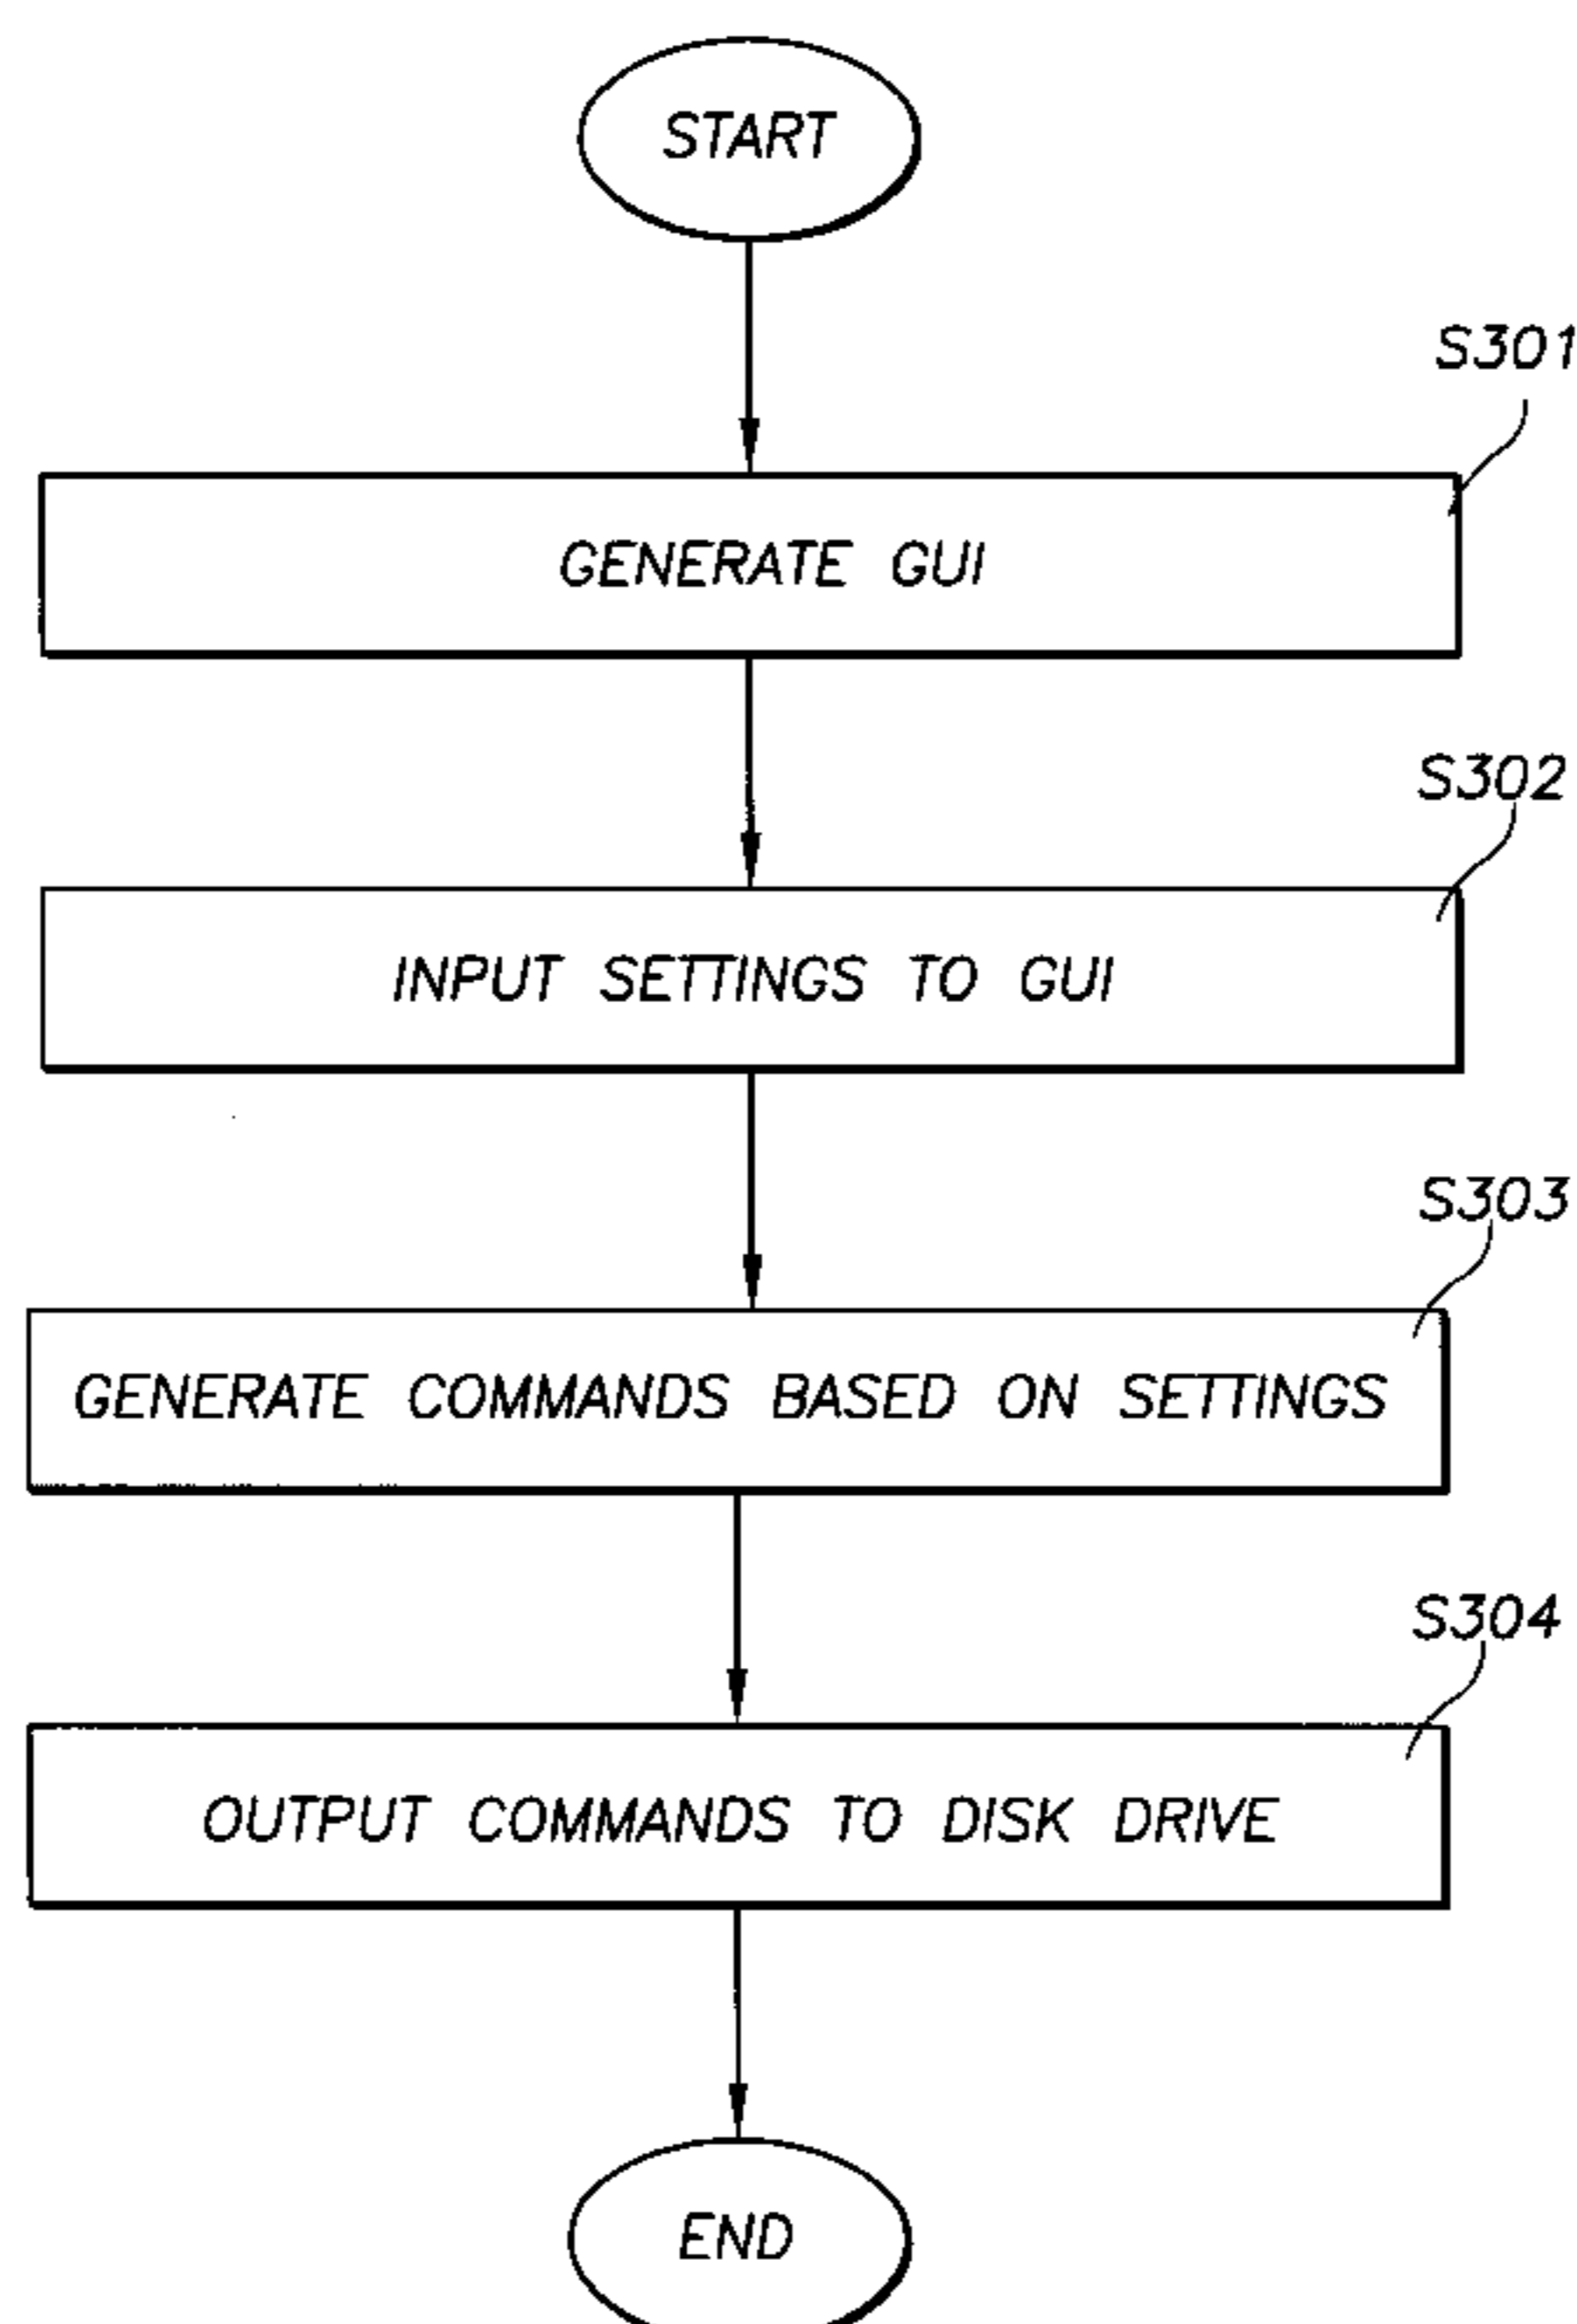 START
S301
GENERATE GUI
S302
INPUT SETTINGS TO GUI
S303
GENERATE COMMANDS BASED ON SETTINGS
S304
OUTPUT COMMANDS TO DISK DRIVE
END